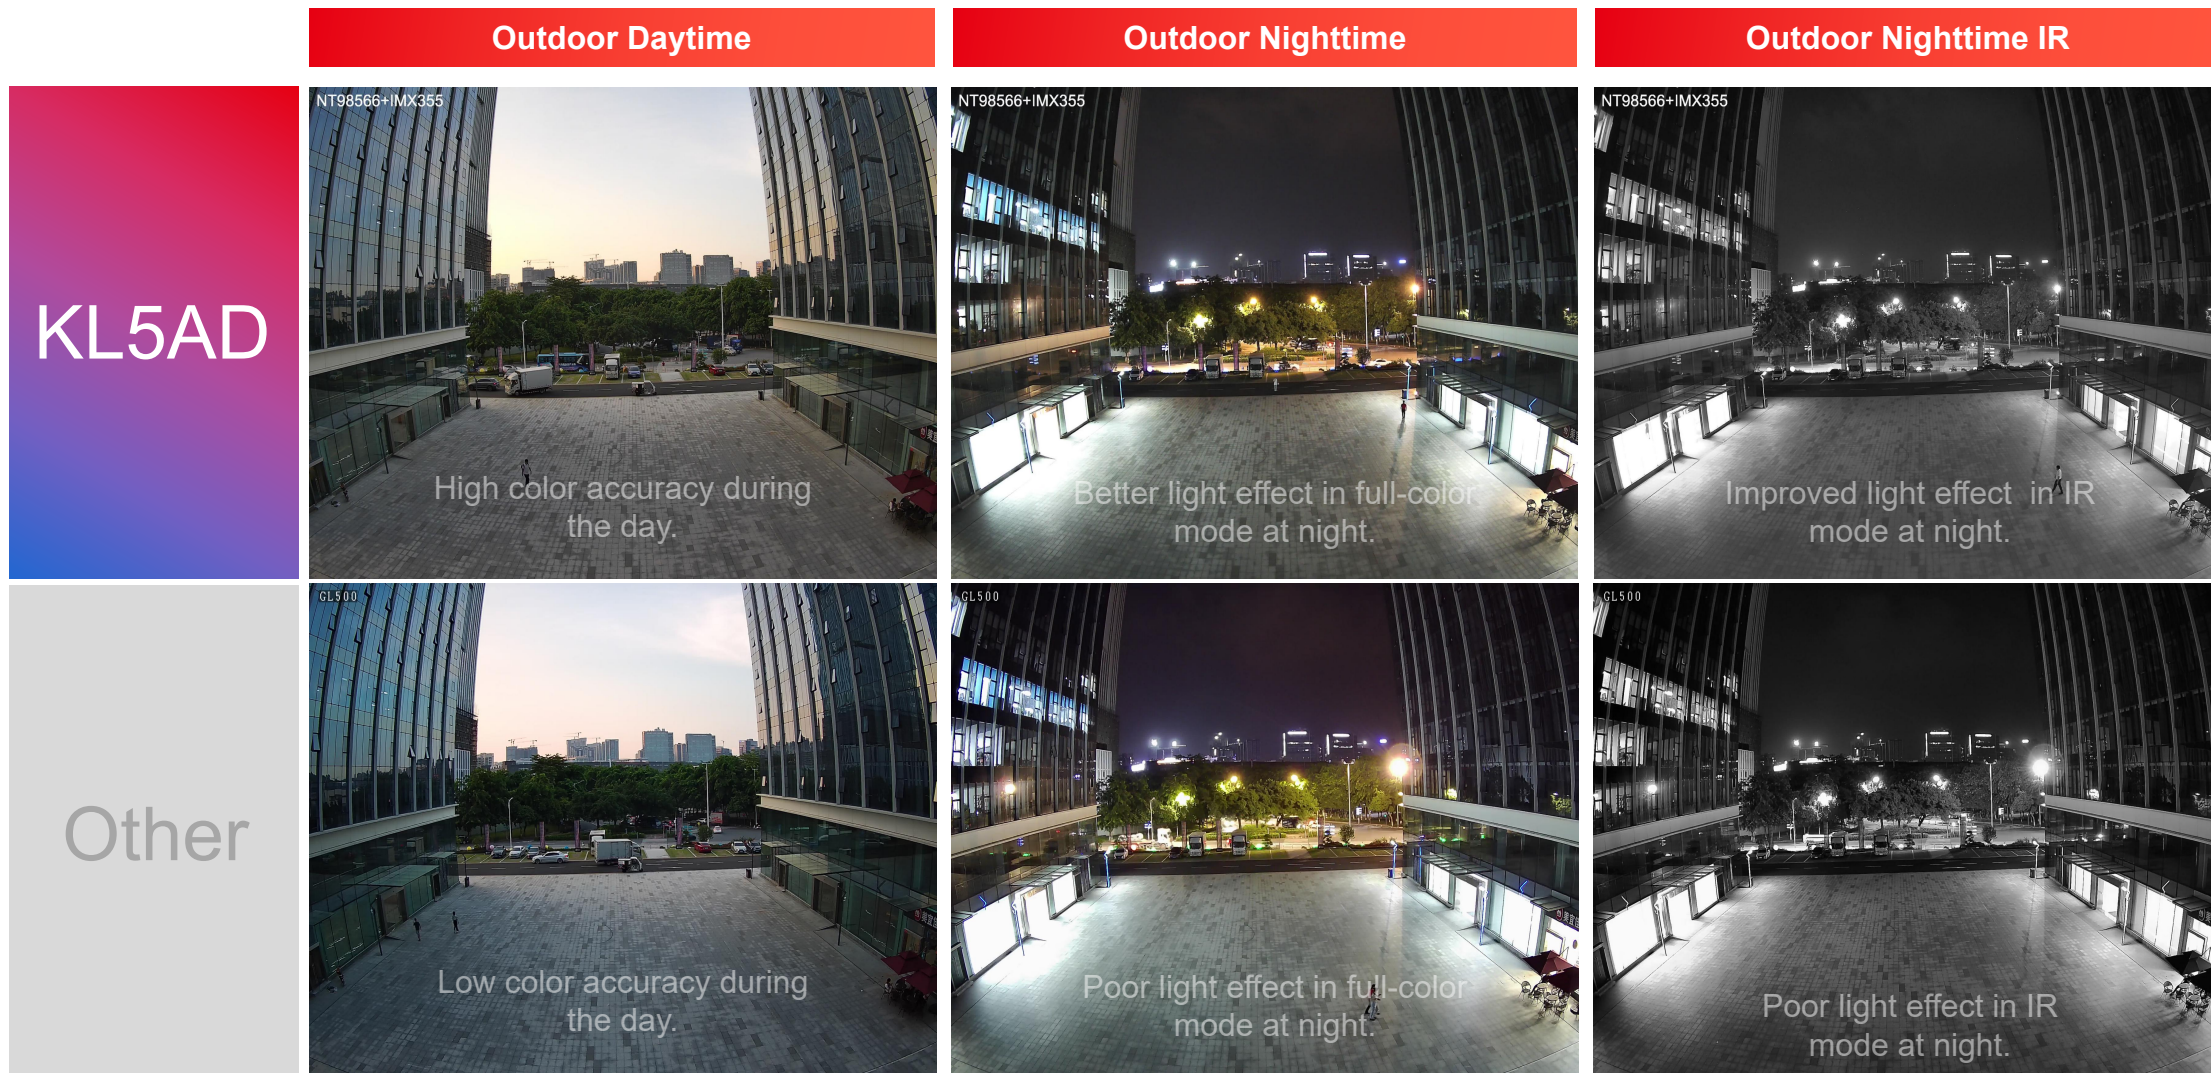 Outdoor Daytime
Outdoor Nighttime
Outdoor Nighttime IR
KL5AD
NT98566+IMX355
High color accuracy during
the day.
NT98566+IMX355
Better light effect in full-color
mode at night.
NT98566+IMX355
Improved light effect in IR
mode at night.
Other
GL500
Low color accuracy during
the day.
GL500
Poor light effect in full-color
mode at night.
GL500
Poor light effect in IR
mode at night.